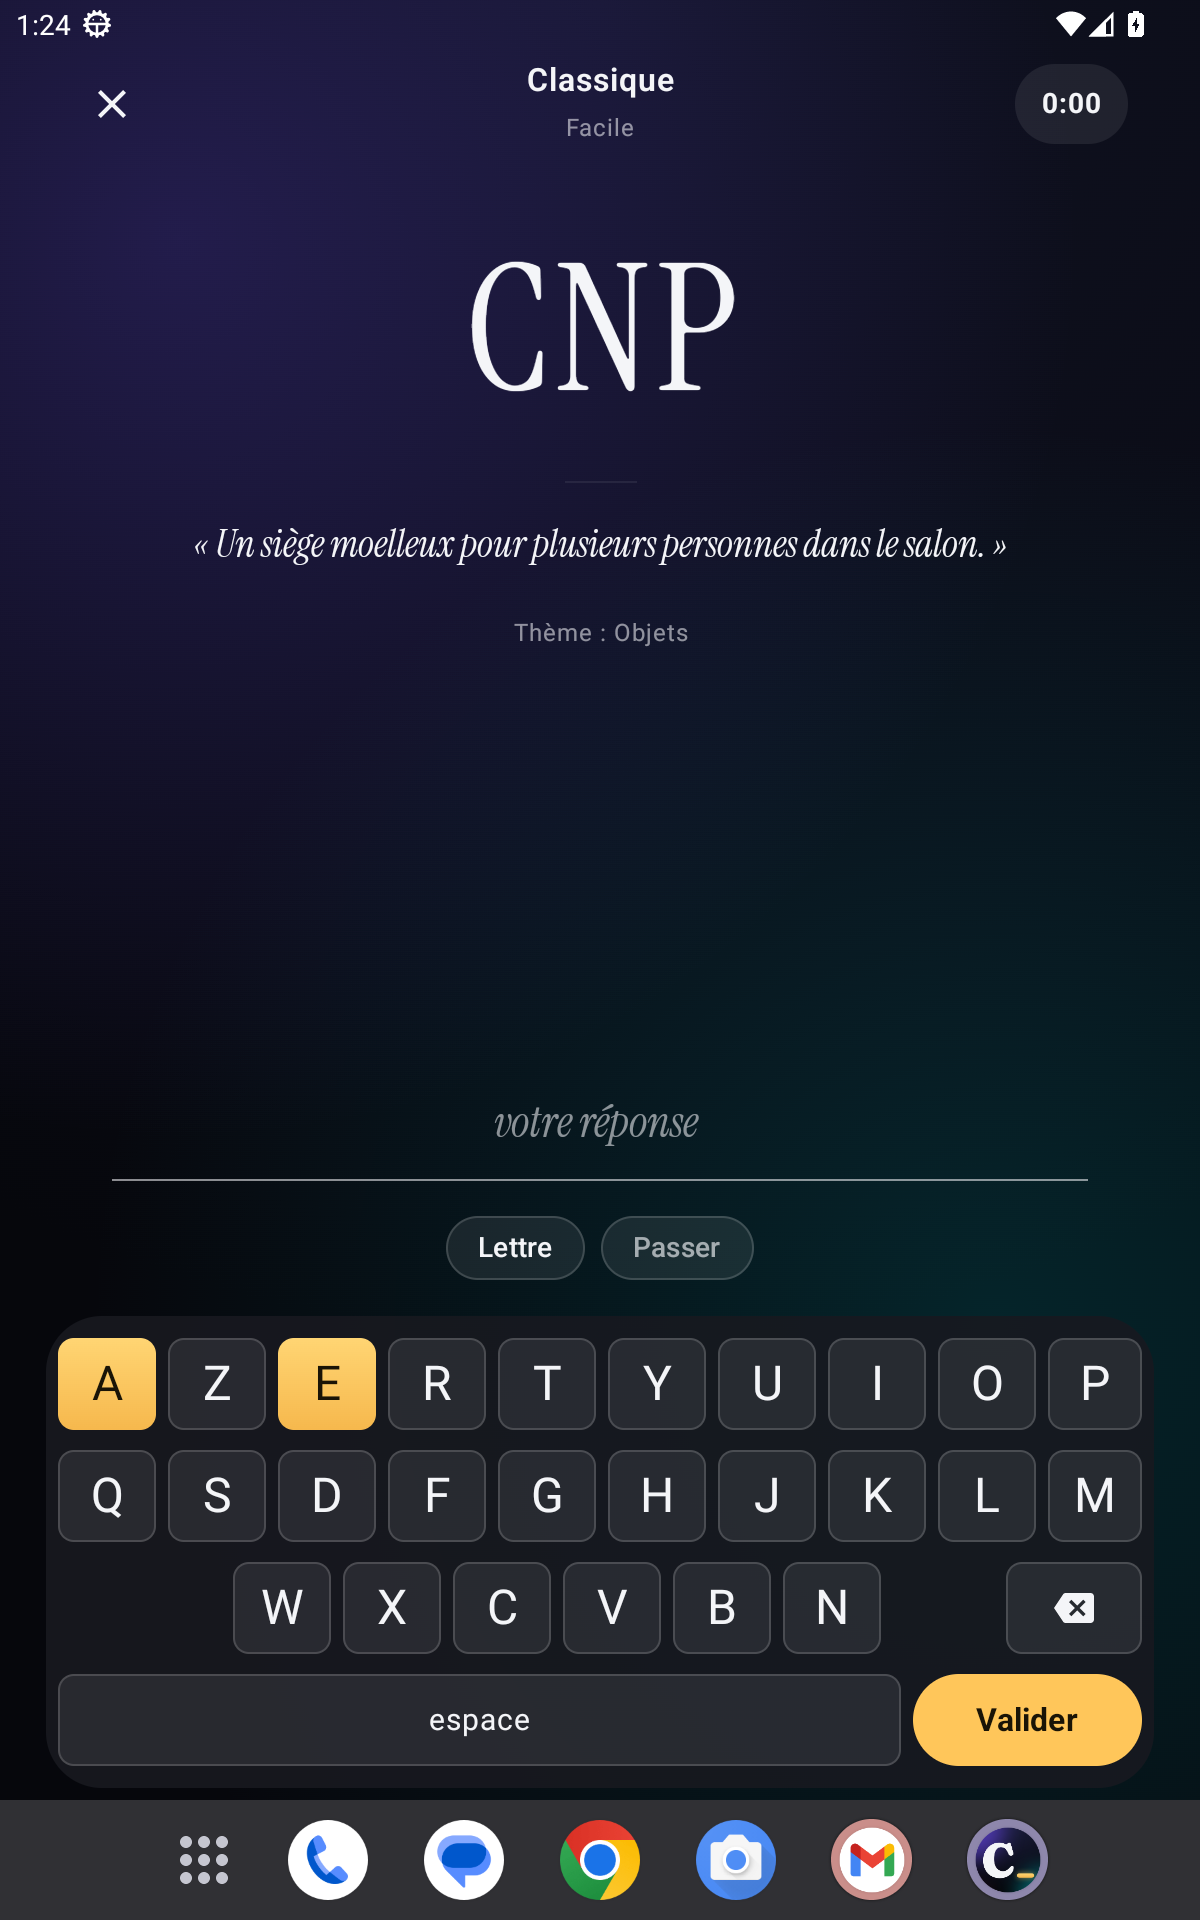 1:24
Classique
Facile
0:00
CNP
« Un siège moelleux pour plusieurs personnes dans le salon. »
Thème : Objets
votre réponse
Lettre
Passer
A Z E R T Y U I O P
Q S D F G H J K L M
W X C V B N
espace
Valider
C_